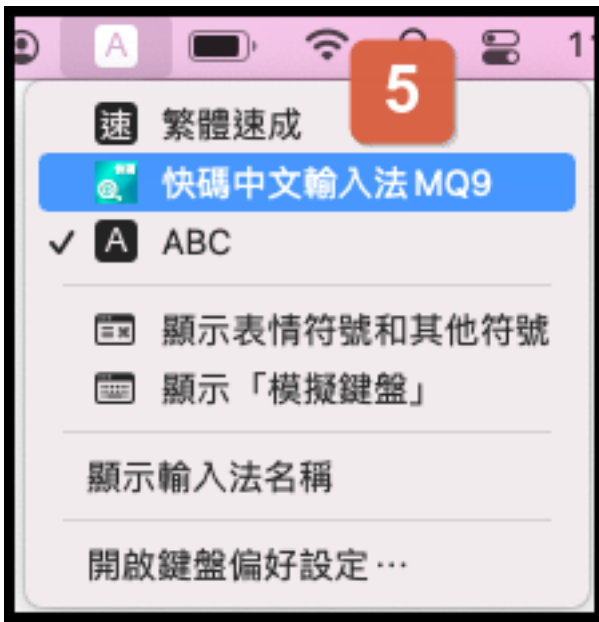 A 1
5
速 繁體速成
快碼中文輸入法 MQ9
✓ A ABC
顯示表情符號和其他符號
顯示「模擬鍵盤」
顯示輸入法名稱
開啟鍵盤偏好設定⋯